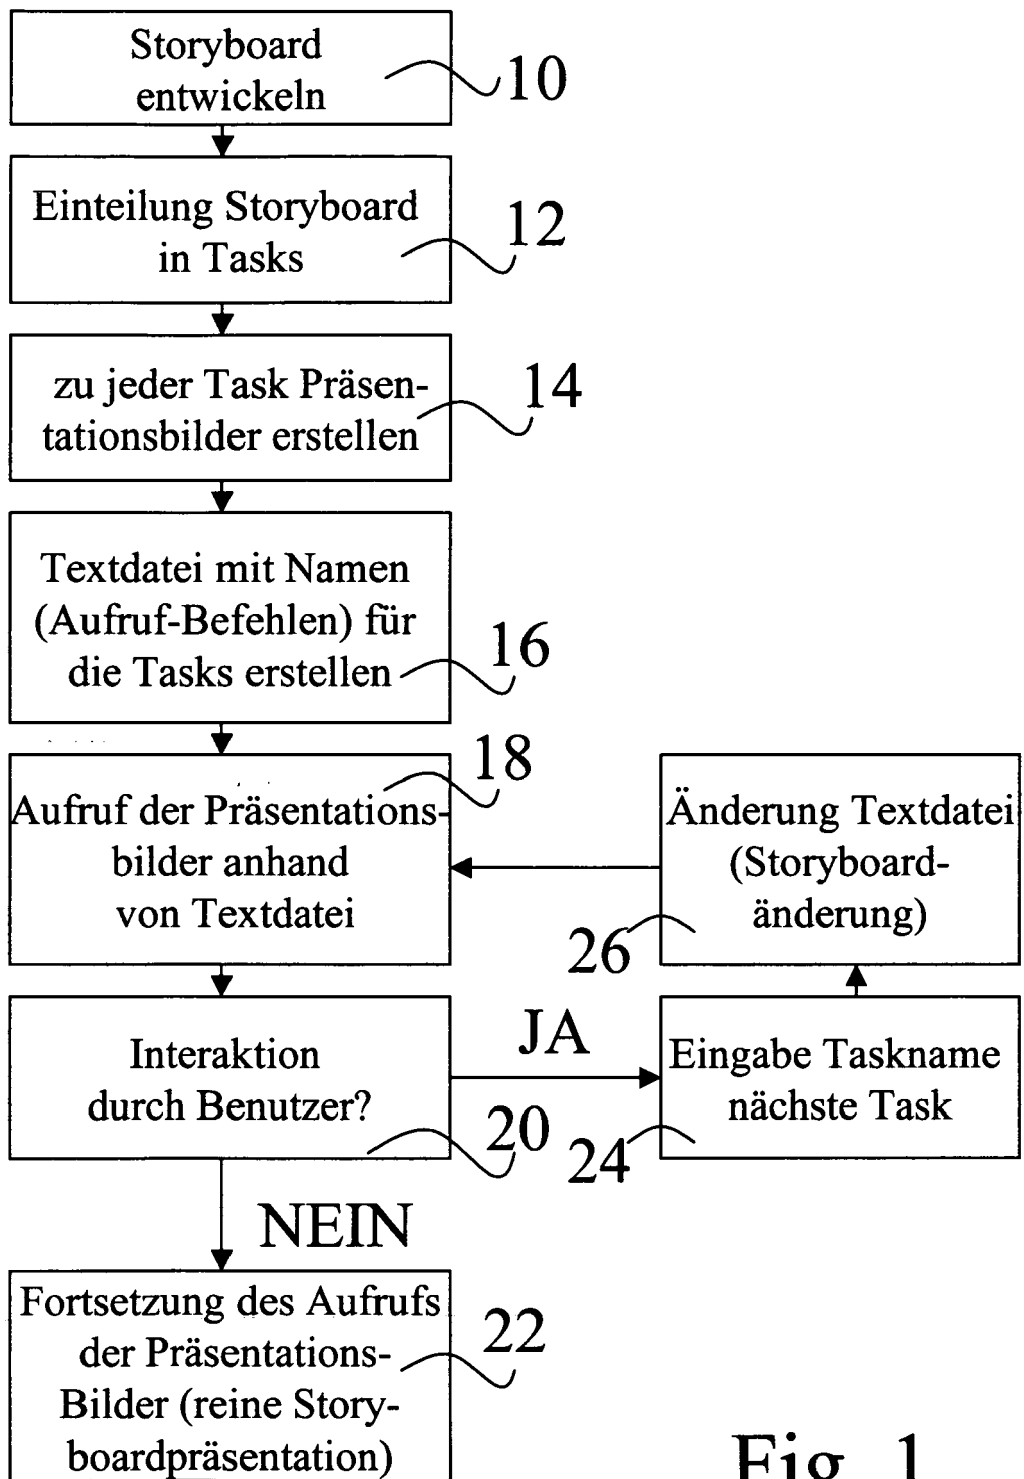 Storyboard
entwickeln
10
Einteilung Storyboard
in Tasks
12
zu jeder Task Präsen-
tationsbilder erstellen
14
Textdatei mit Namen
(Aufruf-Befehlen) für
die Tasks erstellen
16
Aufruf der Präsentations-
bilder anhand
von Textdatei
18
Änderung Textdatei
(Storyboard-
änderung)
26
Interaktion
durch Benutzer?
20
JA
Eingabe Taskname
nächste Task
24
NEIN
Fortsetzung des Aufrufs
der Präsentations-
Bilder (reine Story-
boardpräsentation)
22
Fig. 1